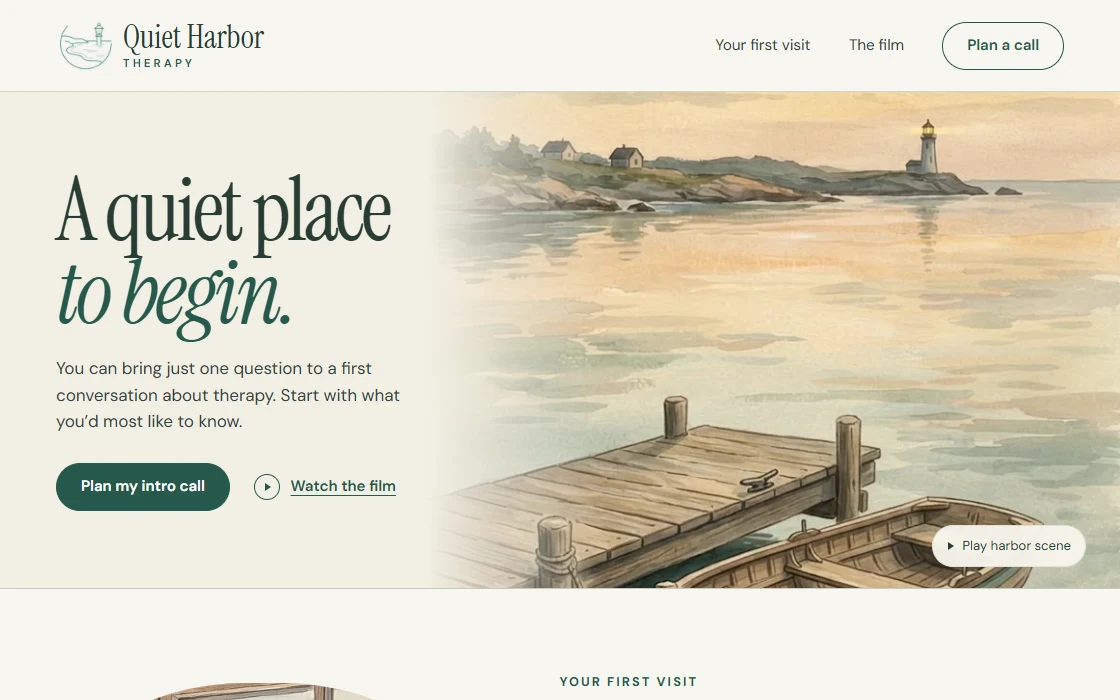 Quiet Harbor
THERAPY
Your first visit
The film
Plan a call
A quiet place
to begin.
You can bring just one question to a first
conversation about therapy. Start with what
you’d most like to know.
Plan my intro call
Watch the film
Play harbor scene
YOUR FIRST VISIT